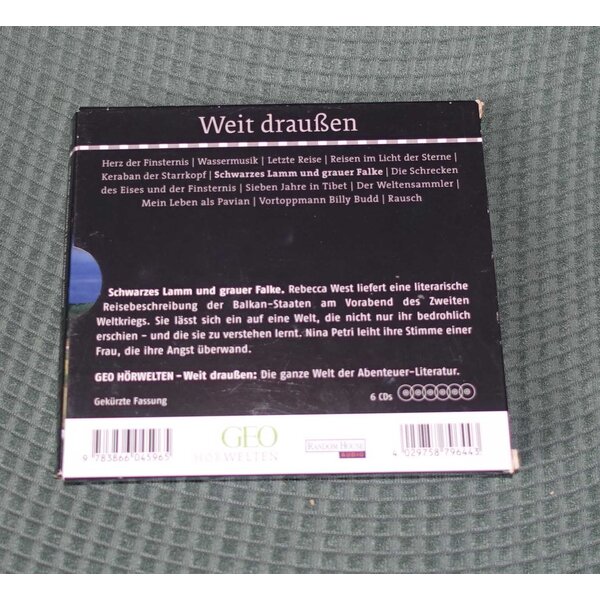 Weit draußen
Herz der Finsternis | Wassermusik | Letzte Reise | Reisen im Licht der Sterne |
Keraban der Starrkopf | Schwarzes Lamm und grauer Falke | Die Schrecken
des Eises und der Finsternis | Sieben Jahre in Tibet | Der Weltensammler |
Mein Leben als Pavian | Vortoppmann Billy Budd | Rausch
Schwarzes Lamm und grauer Falke. Rebecca West liefert eine literarische
Reisebeschreibung der Balkan-Staaten am Vorabend des Zweiten
Weltkriegs. Sie lässt sich ein auf eine Welt, die nicht nur ihr bedrohlich
erschien – und die sie zu verstehen lernt. Nina Petri leiht ihre Stimme einer
Frau, die ihre Angst überwand.
GEO HÖRWELTEN – Weit draußen: Die ganze Welt der Abenteuer-Literatur.
Gekürzte Fassung
6 CDs
9 783866 045965
GEO
HÖRWELTEN
RANDOM HOUSE
AUDIO
4 029758 796443